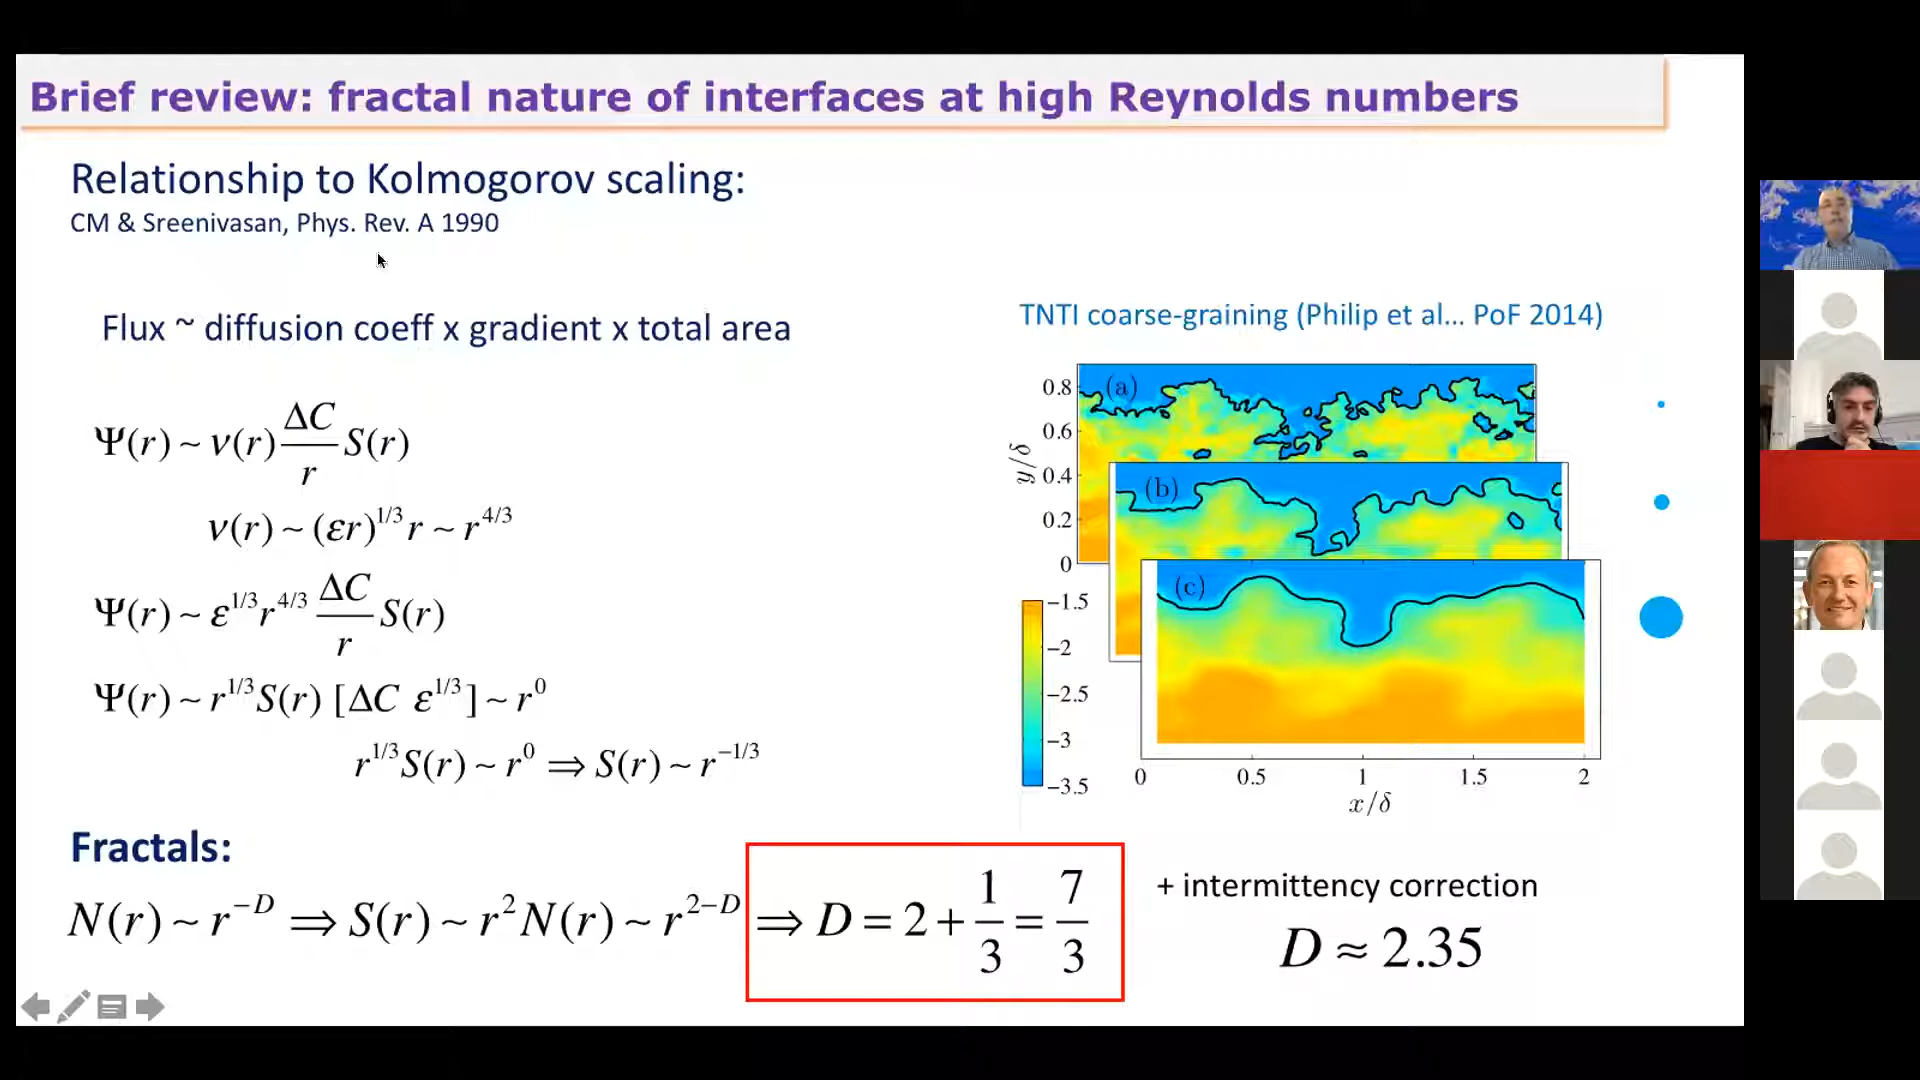 Brief review: fractal nature of interfaces at high Reynolds numbers
Relationship to Kolmogorov scaling:
CM & Sreenivasan, Phys. Rev. A 1990
Flux ~ diffusion coeff x gradient x total area
Ψ(r) ~ ν(r) ΔC/r S(r)
ν(r) ~ (εr)^{1/3} r ~ r^{4/3}
Ψ(r) ~ ε^{1/3} r^{4/3} ΔC/r S(r)
Ψ(r) ~ r^{1/3} S(r) [ΔC ε^{1/3}] ~ r^0
r^{1/3} S(r) ~ r^0 ⇒ S(r) ~ r^{-1/3}
Fractals:
N(r) ~ r^{-D} ⇒ S(r) ~ r^2 N(r) ~ r^{2-D} ⇒ D = 2 + 1/3 = 7/3
TNTI coarse-graining (Philip et al... PoF 2014)
(a)
(b)
(c)
y/δ
0.8
0.6
0.4
0.2
0
-1.5
-2
-2.5
-3
-3.5
0 0.5 1 1.5 2
x/δ
+ intermittency correction
D ≈ 2.35